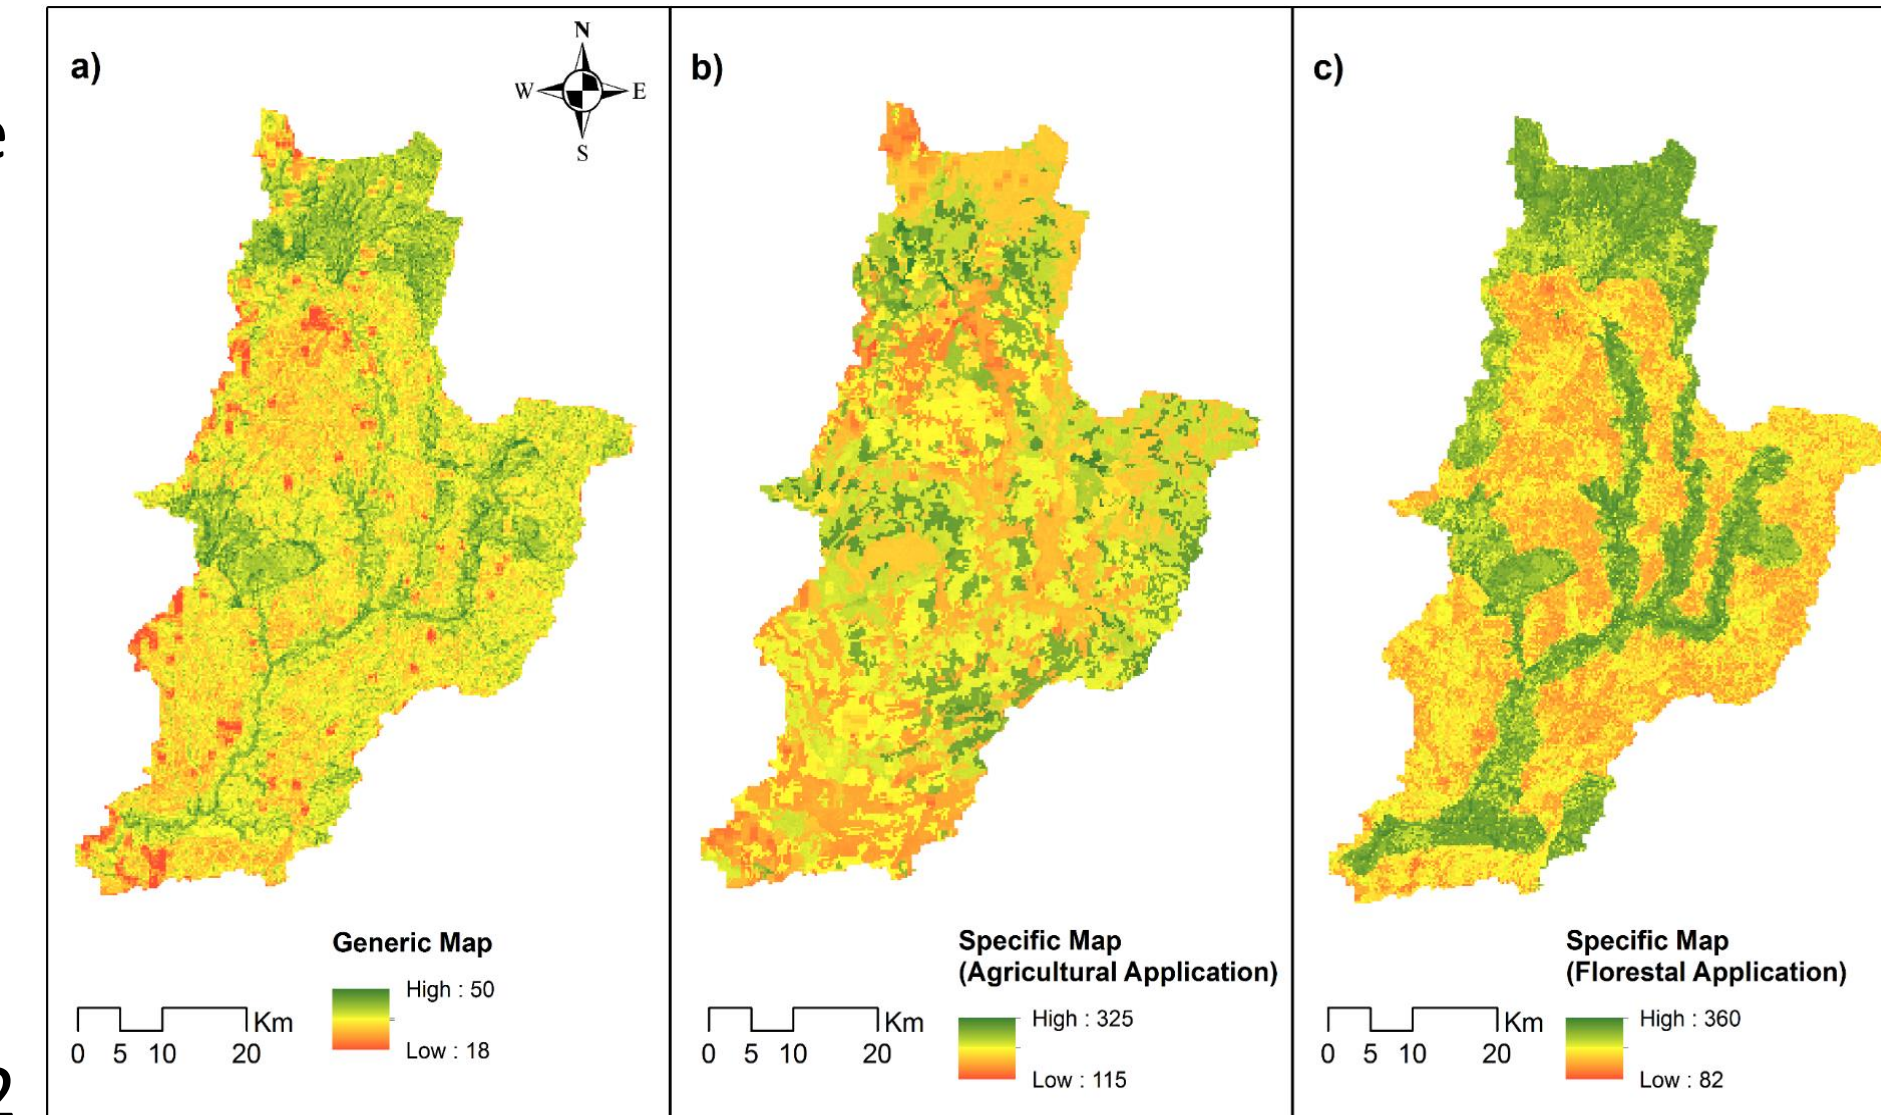 e
a)
N
W
E
S
b)
c)
Generic Map
High : 50
Low : 18
Km
0 5 10 20
Specific Map
(Agricultural Application)
High : 325
Low : 115
Km
0 5 10 20
Specific Map
(Florestal Application)
High : 360
Low : 82
Km
0 5 10 20
2